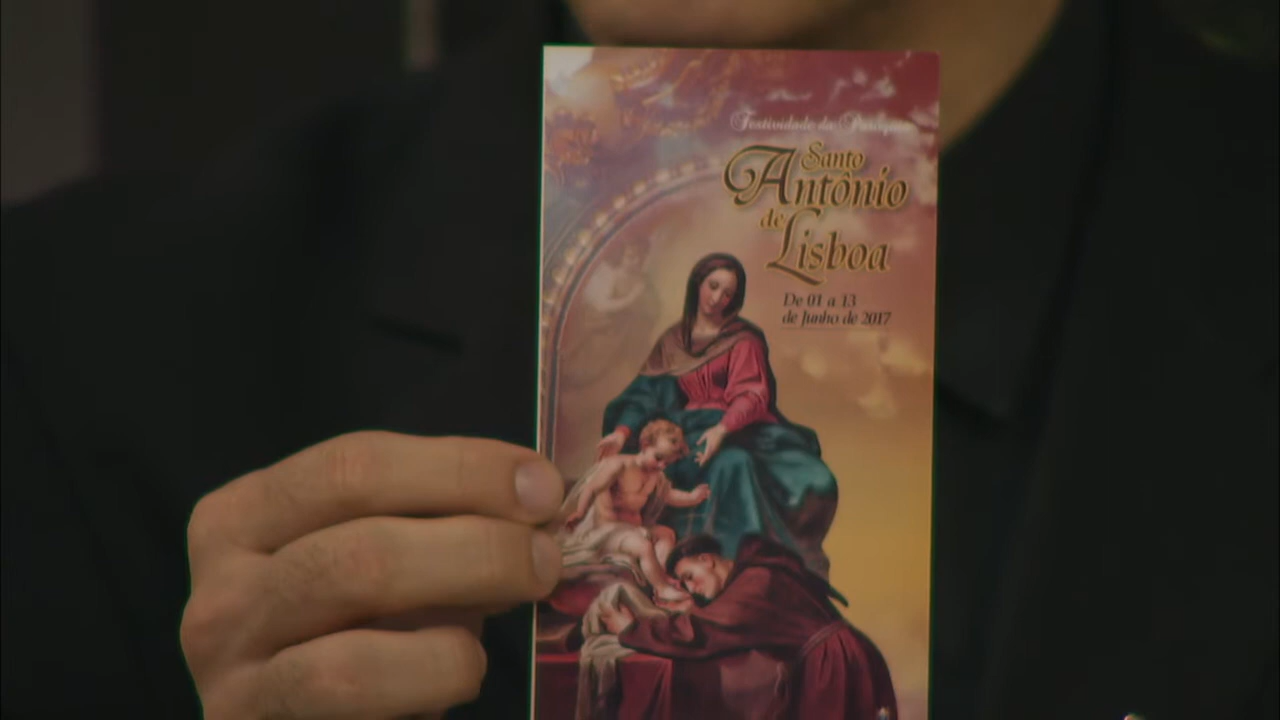 Festividade da Paróquia
Santo
Antônio
de
Lisboa
De 01 a 13
de Junho de 2017